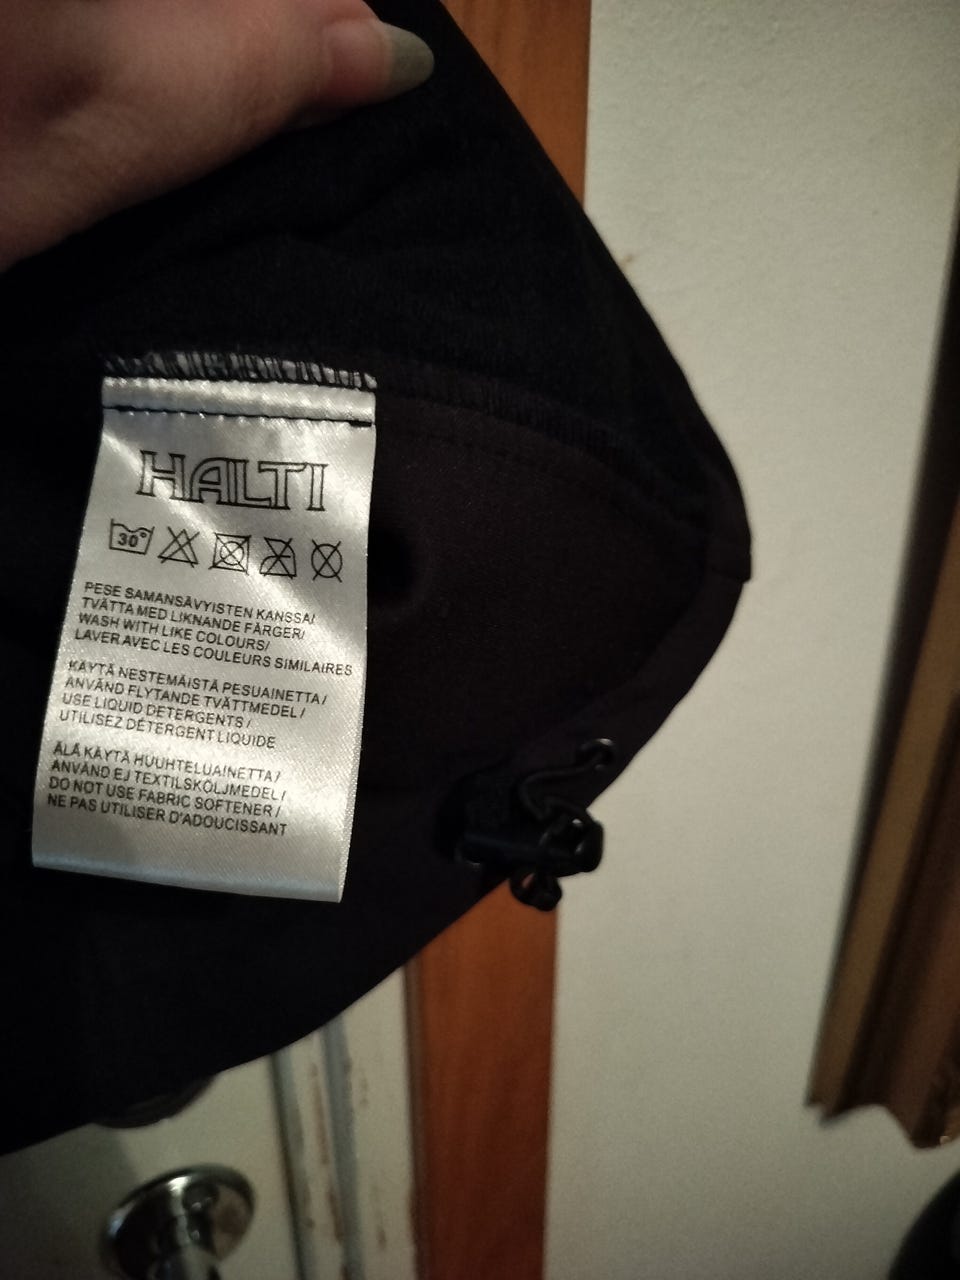 HALTI
30°
PESE SAMANSÄVYISTEN KANSSA/
TVÄTTA MED LIKNANDE FÄRGER/
WASH WITH LIKE COLOURS/
LAVER AVEC LES COULEURS SIMILAIRES
KÄYTÄ NESTEMÄISTÄ PESUAINETTA/
ANVÄND FLYTANDE TVÄTTMEDEL/
USE LIQUID DETERGENTS/
UTILISEZ DÉTERGENT LIQUIDE
ÄLÄ KÄYTÄ HUUHTELUAINETTA/
ANVÄND EJ TEXTILSKÖLJMEDEL/
DO NOT USE FABRIC SOFTENER/
NE PAS UTILISER D'ADOUCISSANT